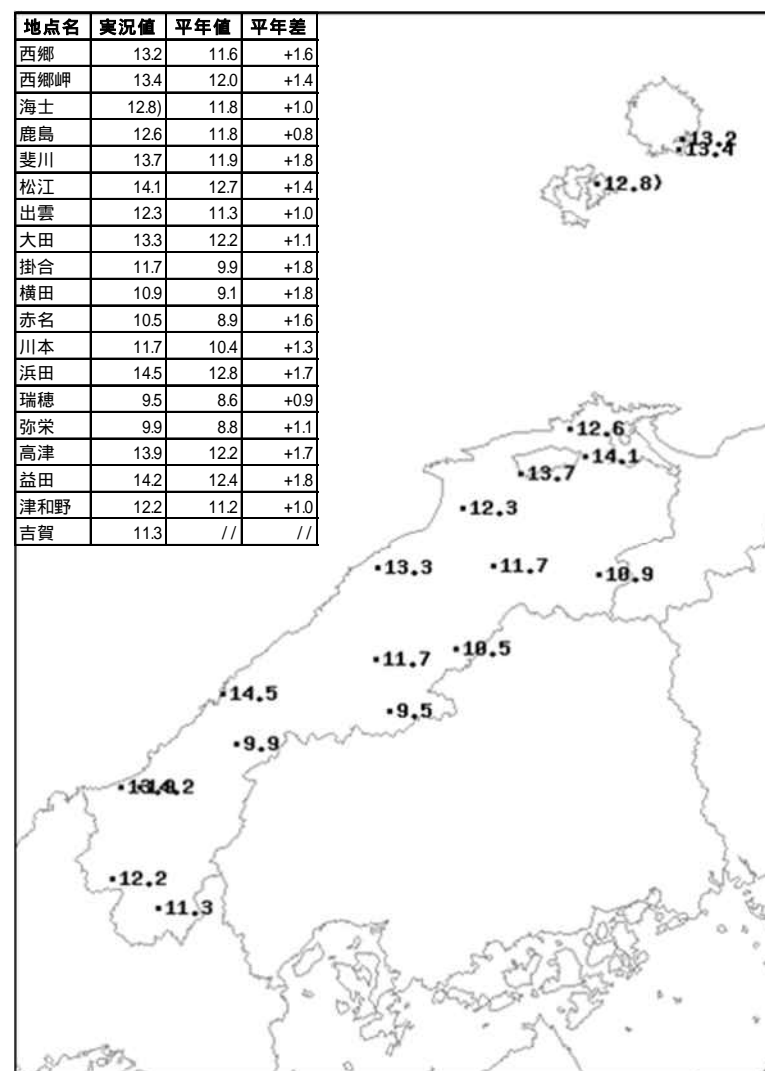 地点名 実況値 平年値 平年差
西郷 13.2 11.6 +1.6
西郷岬 13.4 12.0 +1.4
海士 12.8) 11.8 +1.0
鹿島 12.6 11.8 +0.8
斐川 13.7 11.9 +1.8
松江 14.1 12.7 +1.4
出雲 12.3 11.3 +1.0
大田 13.3 12.2 +1.1
掛合 11.7 9.9 +1.8
横田 10.9 9.1 +1.8
赤名 10.5 8.9 +1.6
川本 11.7 10.4 +1.3
浜田 14.5 12.8 +1.7
瑞穂 9.5 8.6 +0.9
弥栄 9.9 8.8 +1.1
高津 13.9 12.2 +1.7
益田 14.2 12.4 +1.8
津和野 12.2 11.2 +1.0
吉賀 11.3 // //
13.2
13.4
12.8)
12.6
14.1
13.7
12.3
13.3
11.7
10.9
10.5
11.7
14.5
9.5
9.9
12.2
11.3